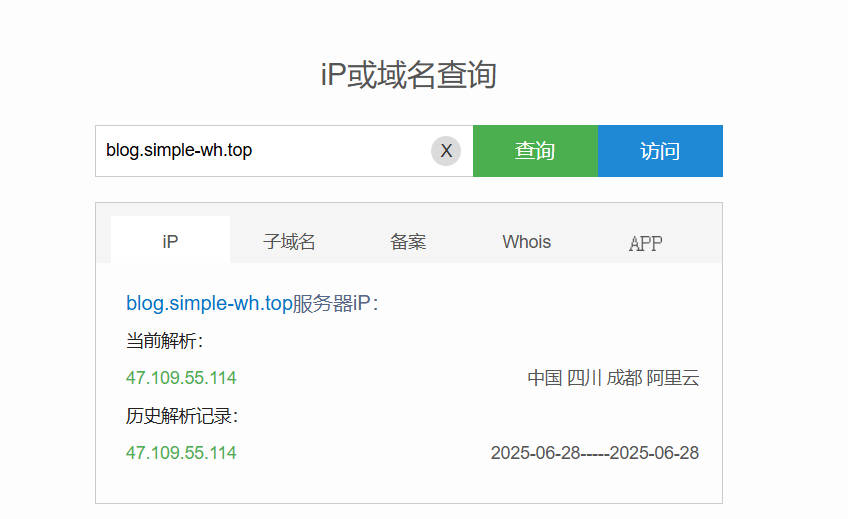 iP或域名查询
blog.simple-wh.top X 查询 访问
iP 子域名 备案 Whois APP
blog.simple-wh.top服务器iP：
当前解析：
47.109.55.114 中国 四川 成都 阿里云
历史解析记录：
47.109.55.114 2025-06-28-----2025-06-28